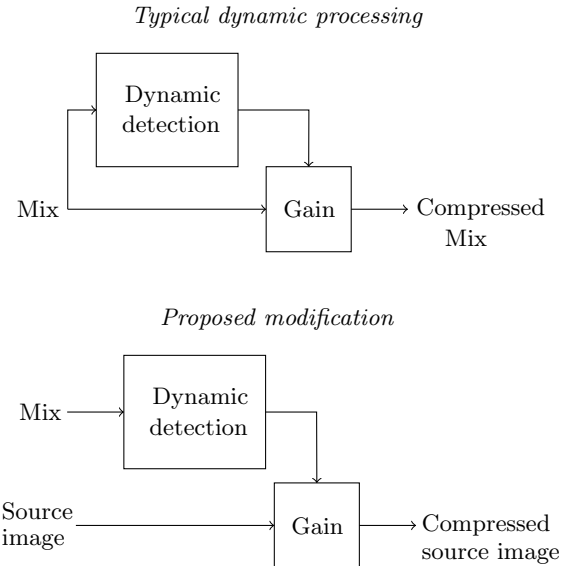 Typical dynamic processing
Dynamic
detection
Mix
Gain
Compressed
Mix
Proposed modification
Mix
Dynamic
detection
Source
image
Gain
Compressed
source image